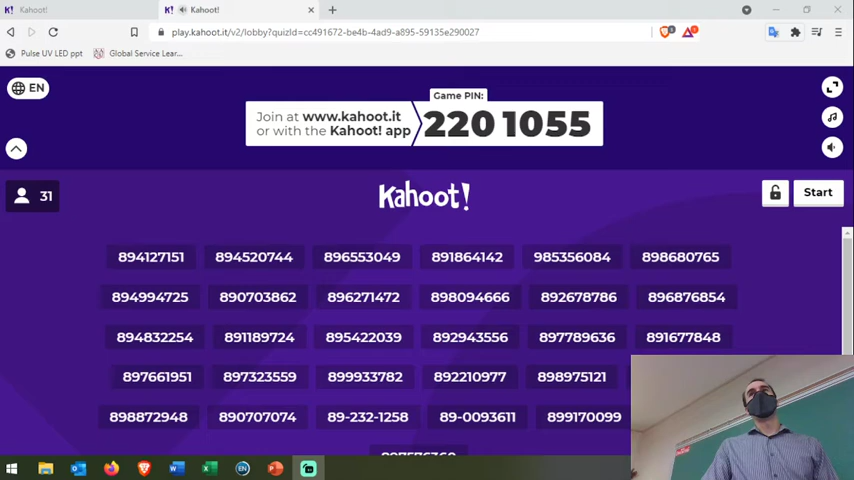 Kahoot!
Kahoot!
play.kahoot.it/v2/lobby?quizId=cc491672-be4b-4ad9-a895-59135e290027
Pulse UV LED ppt
Global Service Lear...
EN
Join at www.kahoot.it
or with the Kahoot! app
Game PIN:
220 1055
31
Kahoot!
Start
894127151 894520744 896553049 891864142 985356084 898680765
894994725 890703862 896271472 898094666 892678786 896876854
894832254 891189724 895422039 892943556 897789636 891677848
897661951 897323559 899933782 892210977 898975121
898872948 890707074 89-232-1258 89-0093611 899170099